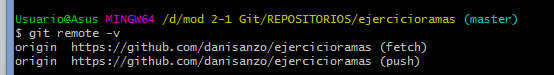 Usuario@Asus MINGW64 /d/mod 2-1 Git/REPOSITORIOS/ejercicioramas (master)
$ git remote -v
origin  https://github.com/danisanzo/ejercicioramas (fetch)
origin  https://github.com/danisanzo/ejercicioramas (push)